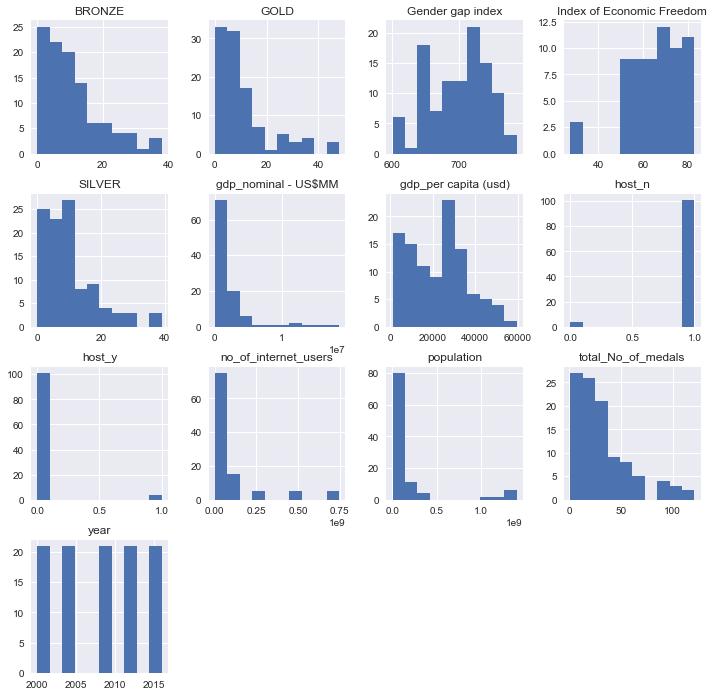 BRONZE
25
20
15
10
5
0
0 20 40
GOLD
30
20
10
0
0 20 40
Gender gap index
20
15
10
5
0
600 700
Index of Economic Freedom
12.5
10.0
7.5
5.0
2.5
0.0
40 60 80
SILVER
25
20
15
10
5
0
0 20 40
gdp_nominal - US$MM
60
40
20
0
0 1
1e7
gdp_per capita (usd)
20
15
10
5
0
0 20000 40000 60000
host_n
100
80
60
40
20
0
0.0 0.5 1.0
host_y
100
80
60
40
20
0
0.0 0.5 1.0
no_of_internet_users
60
40
20
0
0.00 0.25 0.50 0.75
1e9
population
80
60
40
20
0
0.0 0.5 1.0
1e9
total_No_of_medals
25
20
15
10
5
0
0 50 100
year
20
15
10
5
0
2000 2005 2010 2015